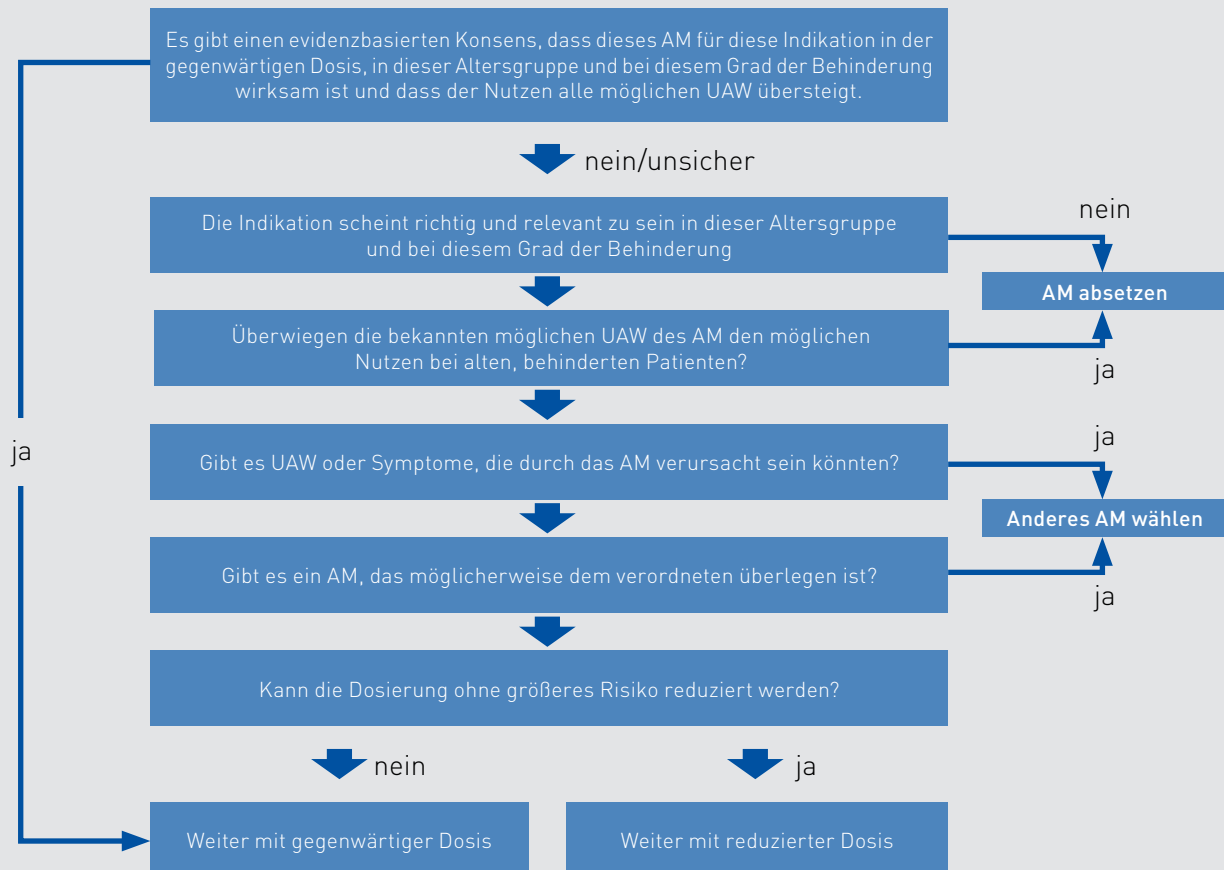 Es gibt einen evidenzbasierten Konsens, dass dieses AM für diese Indikation in der
gegenwärtigen Dosis, in dieser Altersgruppe und bei diesem Grad der Behinderung
wirksam ist und dass der Nutzen alle möglichen UAW übersteigt.
nein/unsicher
Die Indikation scheint richtig und relevant zu sein in dieser Altersgruppe
und bei diesem Grad der Behinderung
nein
AM absetzen
Überwiegen die bekannten möglichen UAW des AM den möglichen
Nutzen bei alten, behinderten Patienten?
ja
ja
Gibt es UAW oder Symptome, die durch das AM verursacht sein könnten?
ja
Anderes AM wählen
Gibt es ein AM, das möglicherweise dem verordneten überlegen ist?
ja
Kann die Dosierung ohne größeres Risiko reduziert werden?
nein
ja
Weiter mit gegenwärtiger Dosis
Weiter mit reduzierter Dosis